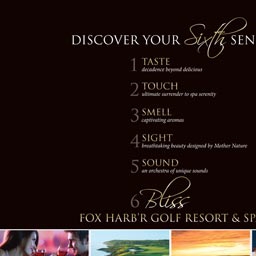 DISCOVER YOUR Sixth SEN
1 TASTE
decadence beyond delicious
2 TOUCH
ultimate surrender to spa serenity
3 SMELL
captivating aromas
4 SIGHT
breathtaking beauty designed by Mother Nature
5 SOUND
an orchestra of unique sounds
6 Bliss
FOX HARB'R GOLF RESORT & SP